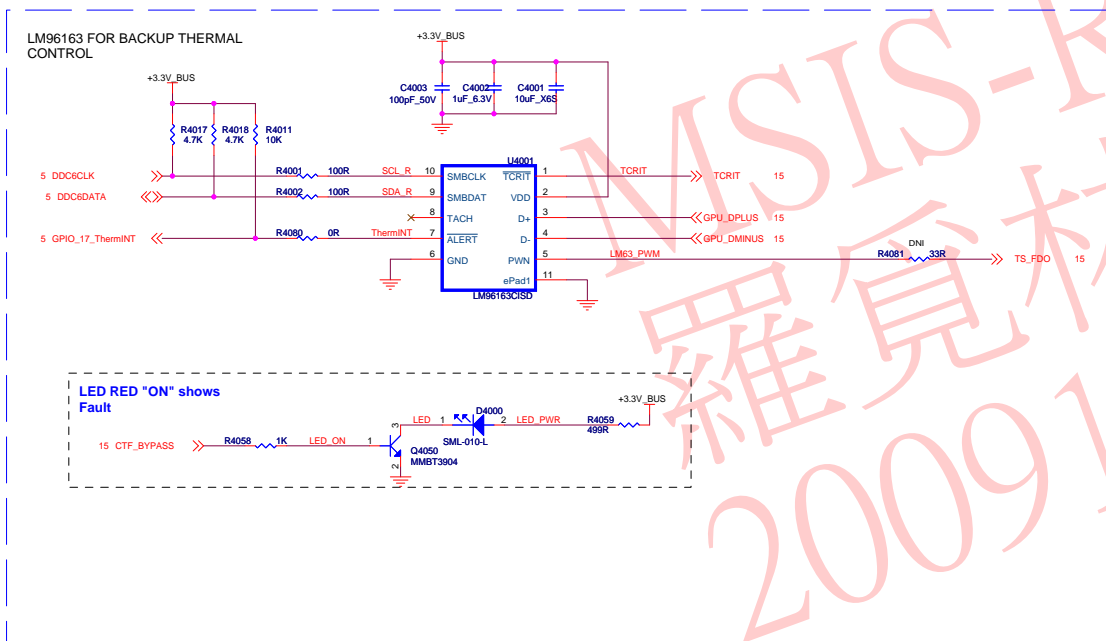 LM96163 FOR BACKUP THERMAL
CONTROL
+3.3V_BUS
+3.3V_BUS
C4003
100pF_50V
C4002
1uF_6.3V
C4001
10uF_X6S
R4017
4.7K
R4018
4.7K
R4011
10K
U4001
5 DDC6CLK
R4001 100R
SCL_R
10 SMBCLK
TCRIT 1
TCRIT
TCRIT 15
5 DDC6DATA
R4002 100R
SDA_R
9 SMBDAT
VDD 2
8 TACH
D+ 3
GPU_DPLUS 15
5 GPIO_17_ThermINT
R4080 0R
ThermINT
7 ALERT
D- 4
GPU_DMINUS 15
6 GND
PWN 5
LM63_PWM
DNI
R4081 33R
TS_FDO 15
ePad1 11
LM96163CISD
LED RED "ON" shows
Fault
+3.3V_BUS
LED 1
D4000
SML-010-L
2 LED_PWR
R4059
499R
15 CTF_BYPASS
R4058 1K
LED_ON
1
3
2
Q4050
MMBT3904
MSIS-R
羅覓
20091